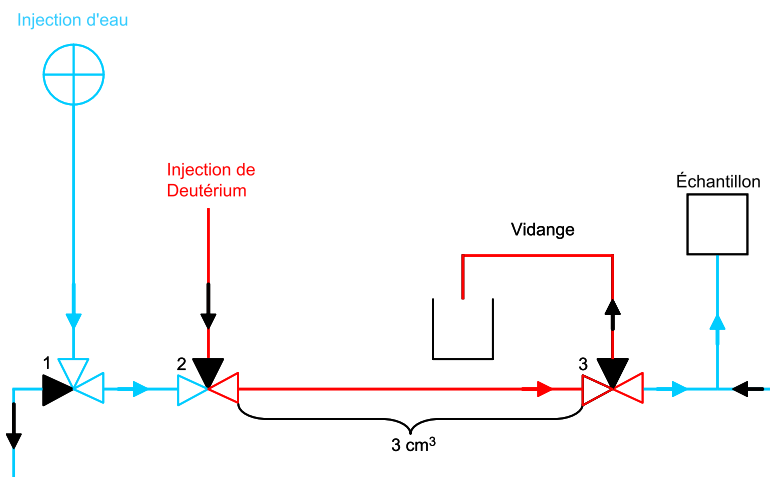 Injection d'eau
Injection de
Deutérium
Échantillon
Vidange
1
2
3
3 cm³